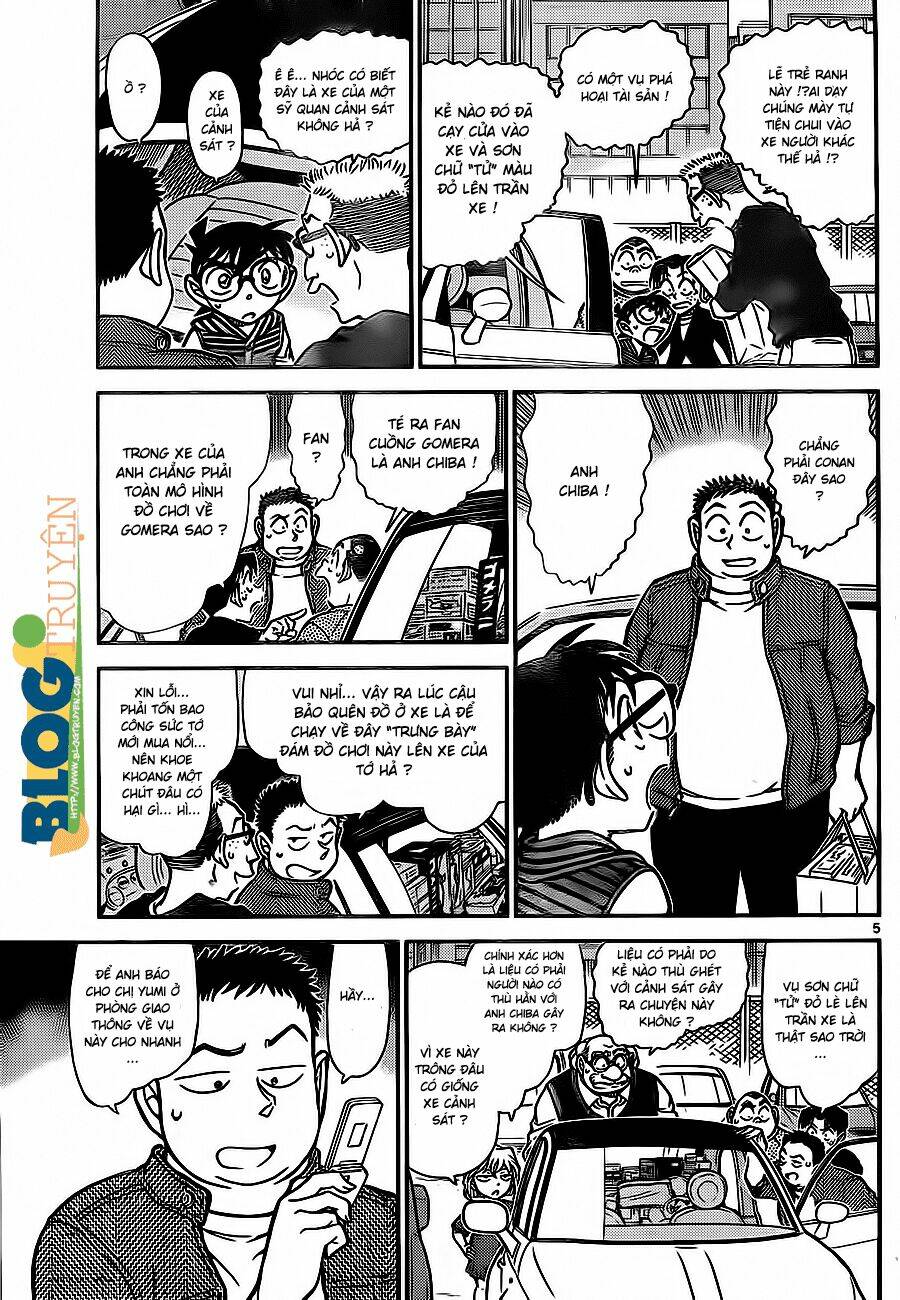 LẼ TRẺ RANH
NÀY !?AI DẠY
CHÚNG MÀY TỰ
TIỆN CHUI VÀO
XE NGƯỜI KHÁC
THẾ HẢ !?
CÓ MỘT VỤ PHÁ
HOẠI TÀI SẢN !
KẺ NÀO ĐÓ ĐÃ
CẠY CỬA VÀO
XE VÀ SƠN
CHỮ "TỬ" MÀU
ĐỎ LÊN TRẦN
XE !
Ê Ê... NHÓC CÓ BIẾT
ĐÂY LÀ XE CỦA MỘT
SỸ QUAN CẢNH SÁT
KHÔNG HẢ ?
XE
CỦA
CẢNH
SÁT ?
Ồ ?
CHẲNG
PHẢI CONAN
ĐÂY SAO
?
ANH
CHIBA !
TÉ RA FAN
CUỒNG GOMERA
LÀ ANH CHIBA !
FAN
?
TRONG XE CỦA
ANH CHẲNG PHẢI
TOÀN MÔ HÌNH
ĐỒ CHƠI VỀ
GOMERA SAO ?
VUI NHỈ... VẬY RA LÚC CẬU
BẢO QUÊN ĐỒ Ở XE LÀ ĐỂ
CHẠY VỀ ĐÂY "TRƯNG BÀY"
ĐÁM ĐỒ CHƠI NÀY LÊN XE CỦA
TỚ HẢ ?
XIN LỖI...
PHẢI TỐN BAO
CÔNG SỨC TỚ
MỚI MUA NỔI...
NÊN KHOE
KHOANG MỘT
CHÚT ĐÂU CÓ
HẠI GÌ... HÌ...
5
VỤ SƠN CHỮ
"TỬ" ĐỎ LÈ LÊN
TRẦN XE LÀ
THẬT SAO TRỜI
...
LIỆU CÓ PHẢI DO
KẺ NÀO THÙ GHÉT
VỚI CẢNH SÁT GÂY
RA CHUYỆN NÀY
KHÔNG ?
CHÍNH XÁC HƠN
LÀ LIỆU CÓ PHẢI
NGƯỜI NÀO CÓ
THÙ HẰN VỚI
ANH CHIBA GÂY
RA KHÔNG ?
VÌ XE NÀY
TRÔNG ĐÂU
CÓ GIỐNG
XE CẢNH
SÁT ?
HẦY...
ĐỂ ANH BÁO
CHO CHỊ YUMI Ở
PHÒNG GIAO
THÔNG VỀ VỤ
NÀY CHO NHANH
...
BLOG
TRUYỆN
HTTP://WWW.BLOGTRUYEN.COM